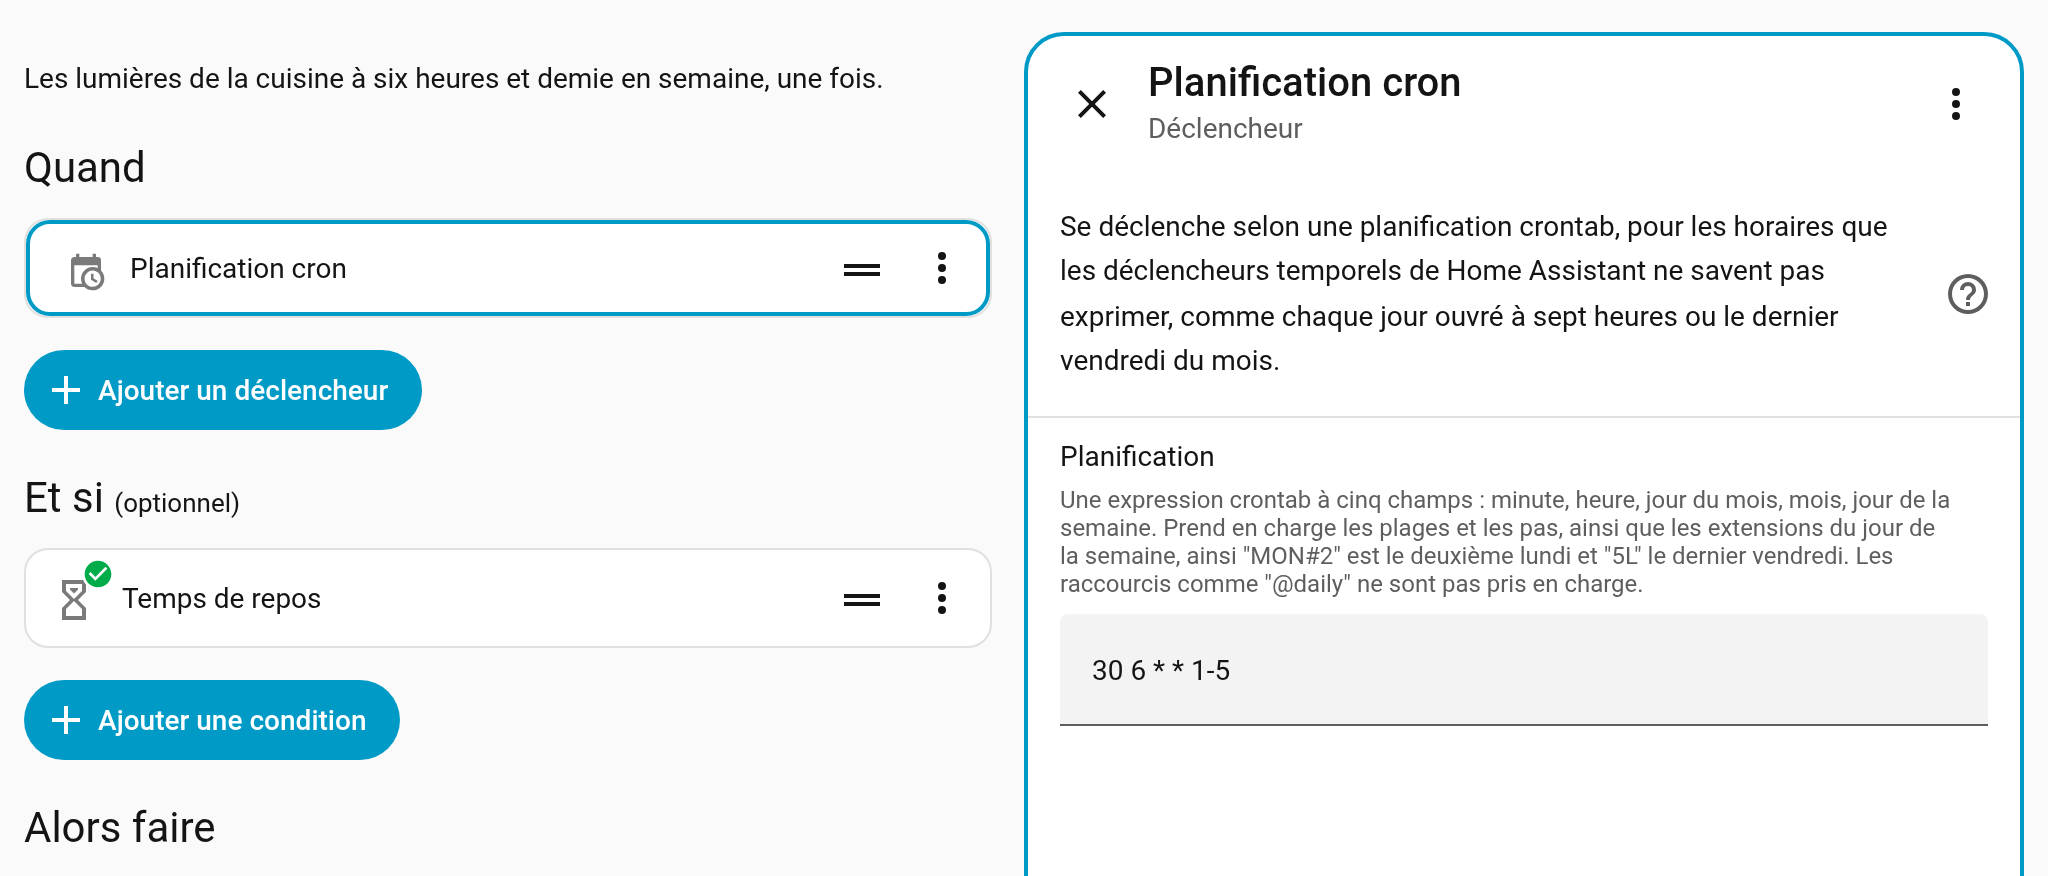 Les lumières de la cuisine à six heures et demie en semaine, une fois.
Quand
Planification cron
Ajouter un déclencheur
Et si (optionnel)
Temps de repos
Ajouter une condition
Alors faire
Planification cron
Déclencheur
Se déclenche selon une planification crontab, pour les horaires que
les déclencheurs temporels de Home Assistant ne savent pas
exprimer, comme chaque jour ouvré à sept heures ou le dernier
vendredi du mois.
Planification
Une expression crontab à cinq champs : minute, heure, jour du mois, mois, jour de la
semaine. Prend en charge les plages et les pas, ainsi que les extensions du jour de
la semaine, ainsi "MON#2" est le deuxième lundi et "5L" le dernier vendredi. Les
raccourcis comme "@daily" ne sont pas pris en charge.
30 6 * * 1-5